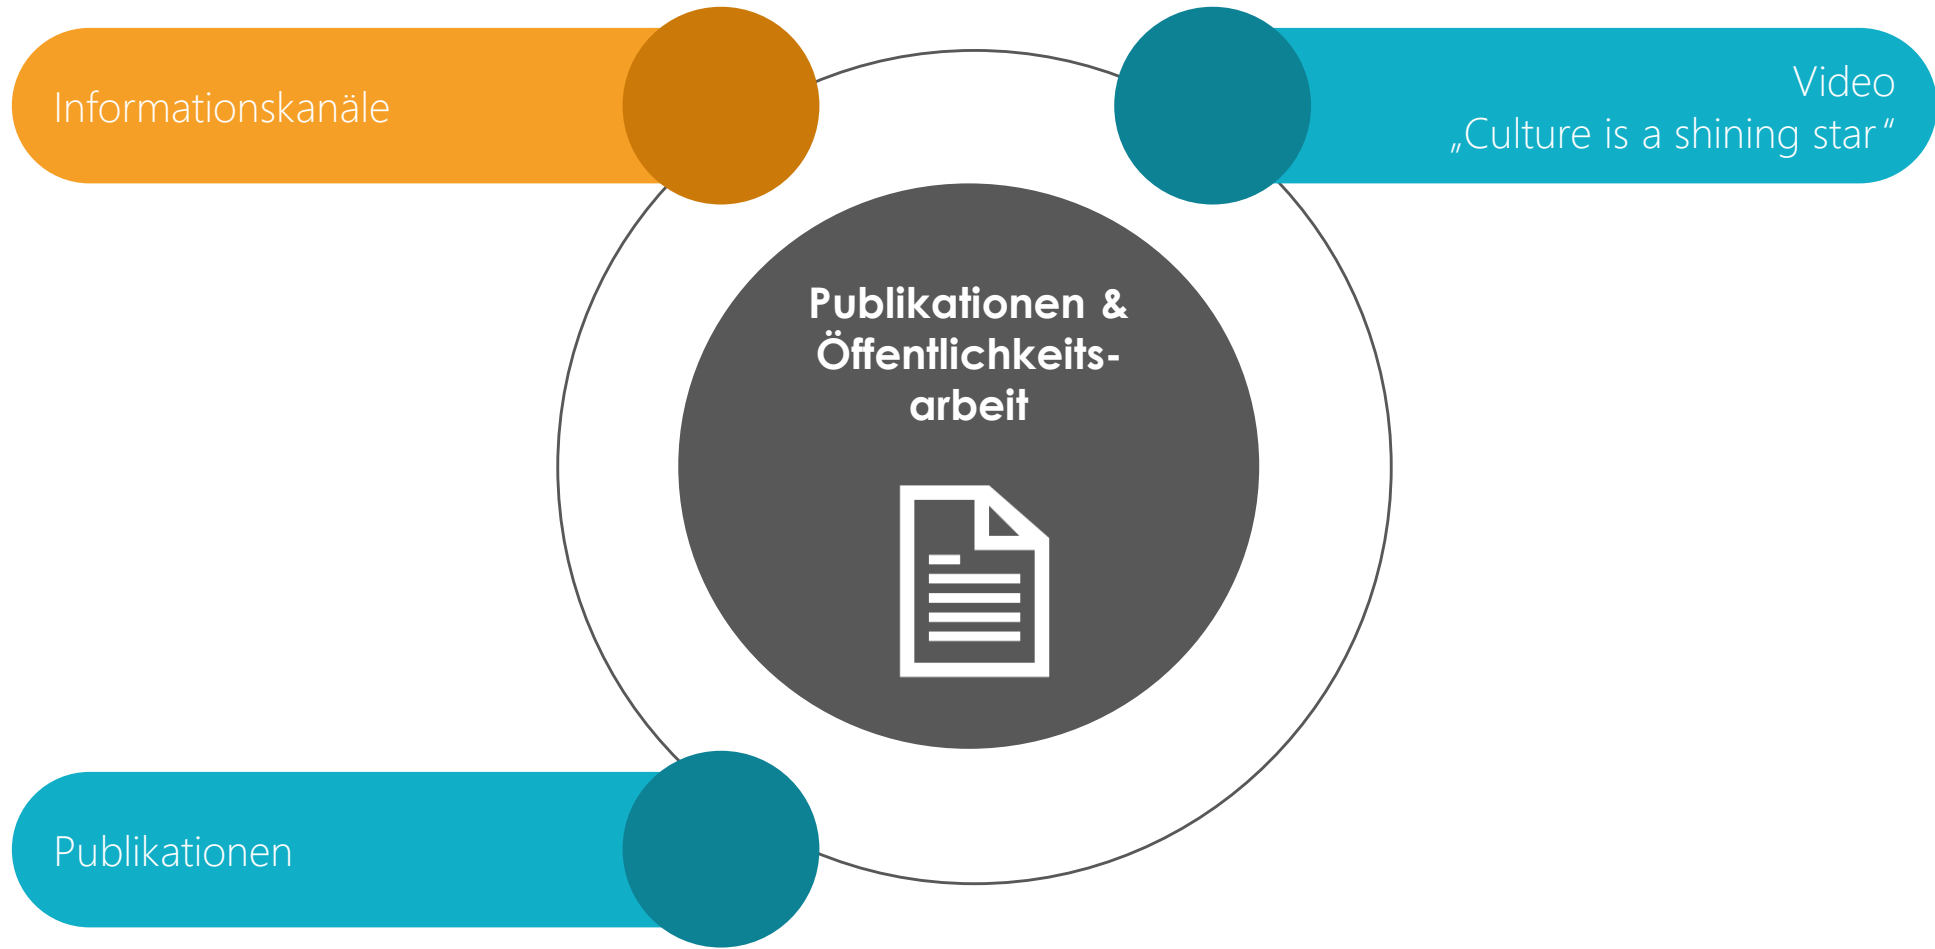 Informationskanäle
Video
„Culture is a shining star“
Publikationen &
Öffentlichkeits-
arbeit
Publikationen